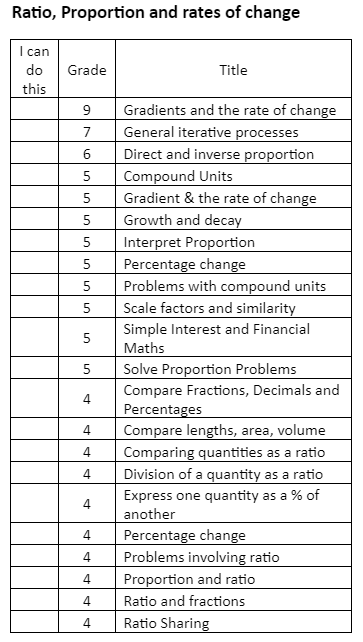 Ratio, Proportion and rates of change
I can
do
this
Grade
Title
9 Gradients and the rate of change
7 General iterative processes
6 Direct and inverse proportion
5 Compound Units
5 Gradient & the rate of change
5 Growth and decay
5 Interpret Proportion
5 Percentage change
5 Problems with compound units
5 Scale factors and similarity
5 Simple Interest and Financial
Maths
5 Solve Proportion Problems
4 Compare Fractions, Decimals and
Percentages
4 Compare lengths, area, volume
4 Comparing quantities as a ratio
4 Division of a quantity as a ratio
4 Express one quantity as a % of
another
4 Percentage change
4 Problems involving ratio
4 Proportion and ratio
4 Ratio and fractions
4 Ratio Sharing